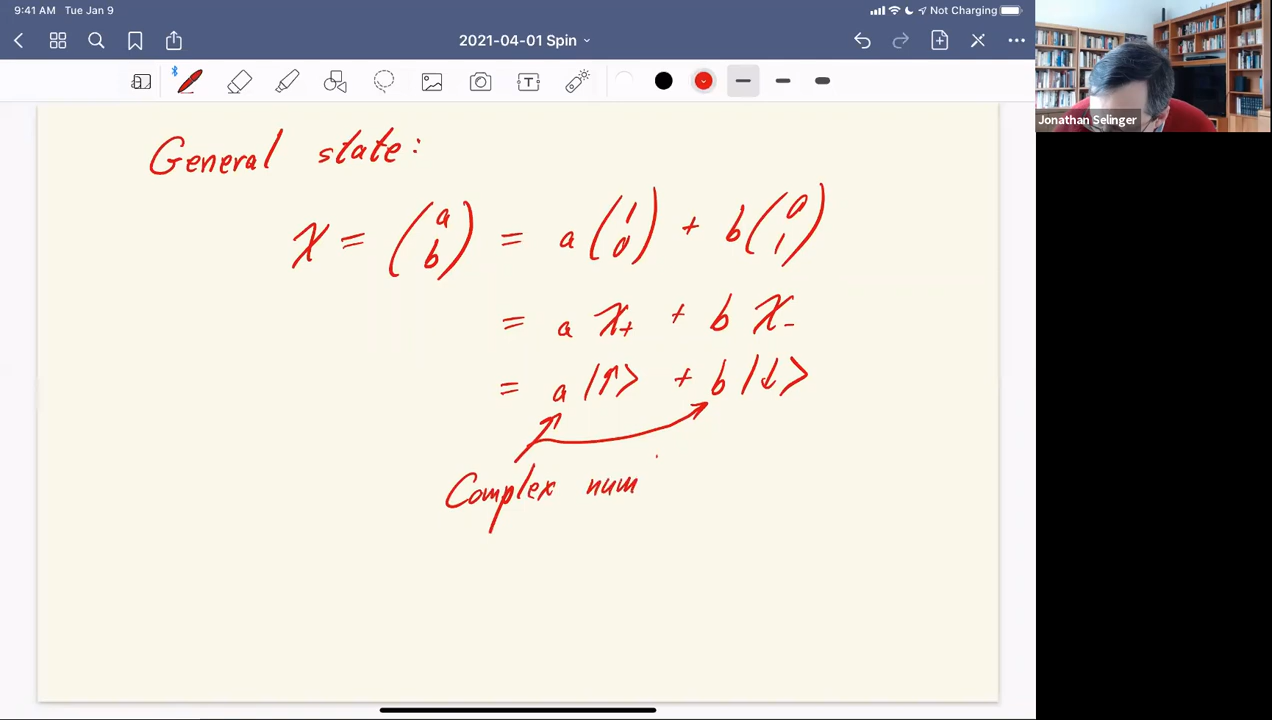 9:41 AM Tue Jan 9
Not Charging
2021-04-01 Spin
Jonathan Selinger
General state:
χ = (a b) = a (1 0) + b (0 1)
= a χ₊ + b χ₋
= a |↑> + b |↓>
Complex num